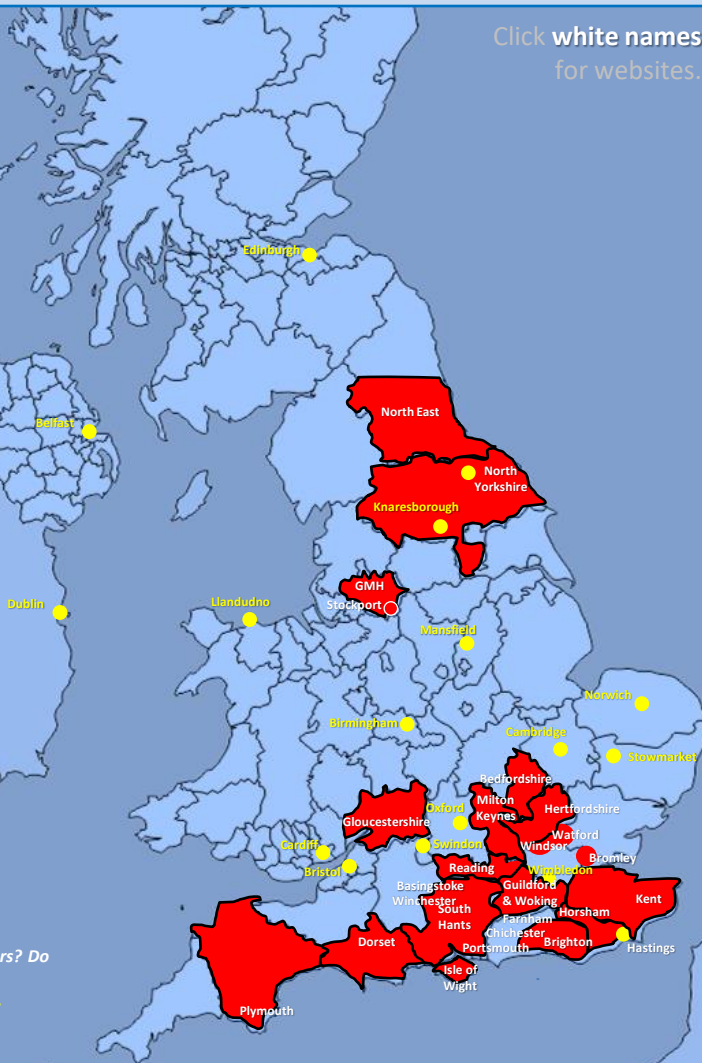 Click white names
for websites.
Edinburgh
North East
Belfast
North
Yorkshire
Knaresborough
GMH
Stockport
Dublin
Llandudno
Mansfield
Norwich
Birmingham
Cambridge
Stowmarket
Bedfordshire
Milton
Keynes
Hertfordshire
Oxford
Gloucestershire
Watford
Windsor
Swindon
Cardiff
Bromley
Bristol
Reading
Wimbledon
Basingstoke
Winchester
Guildford
& Woking
Kent
South
Hants
Horsham
Farnham
Chichester
Dorset
Brighton
Portsmouth
Hastings
rs? Do
Isle of
Wight
Plymouth